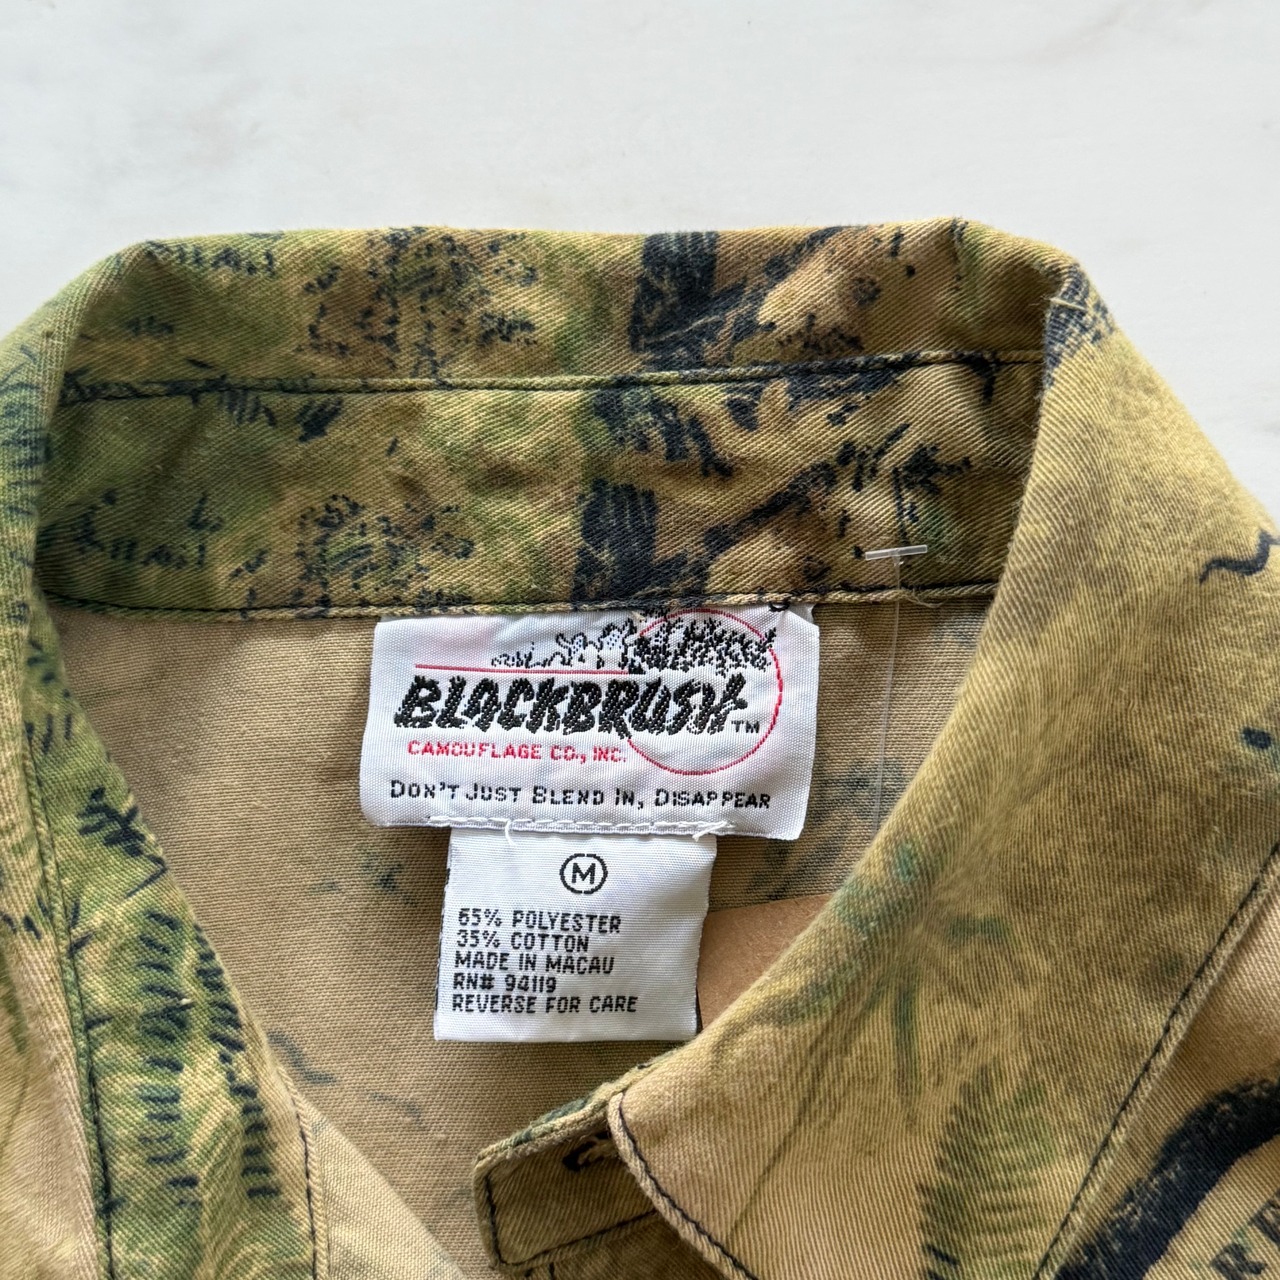 BLACKBRUSH™
CAMOUFLAGE CO., INC.
DON'T JUST BLEND IN, DISAPPEAR
M
65% POLYESTER
35% COTTON
MADE IN MACAU
RN# 94119
REVERSE FOR CARE